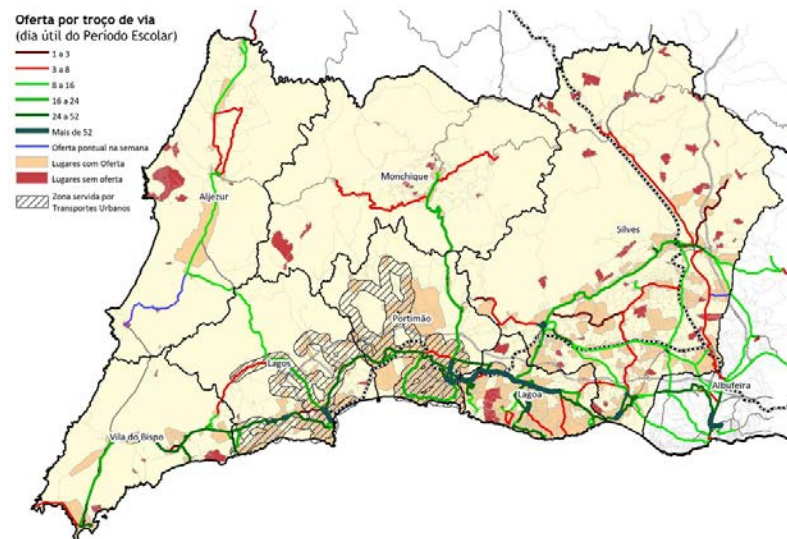 Oferta por troço de via
(dia útil do Período Escolar)
1 a 3
3 a 8
8 a 16
16 a 24
24 a 52
Mais de 52
Oferta pontual na semana
Lugares com Oferta
Lugares sem oferta
Zona servida por
Transportes Urbanos
Monchique
Aljezur
Silves
Portimão
Lagos
Albufeira
Lagoa
Vila do Bispo